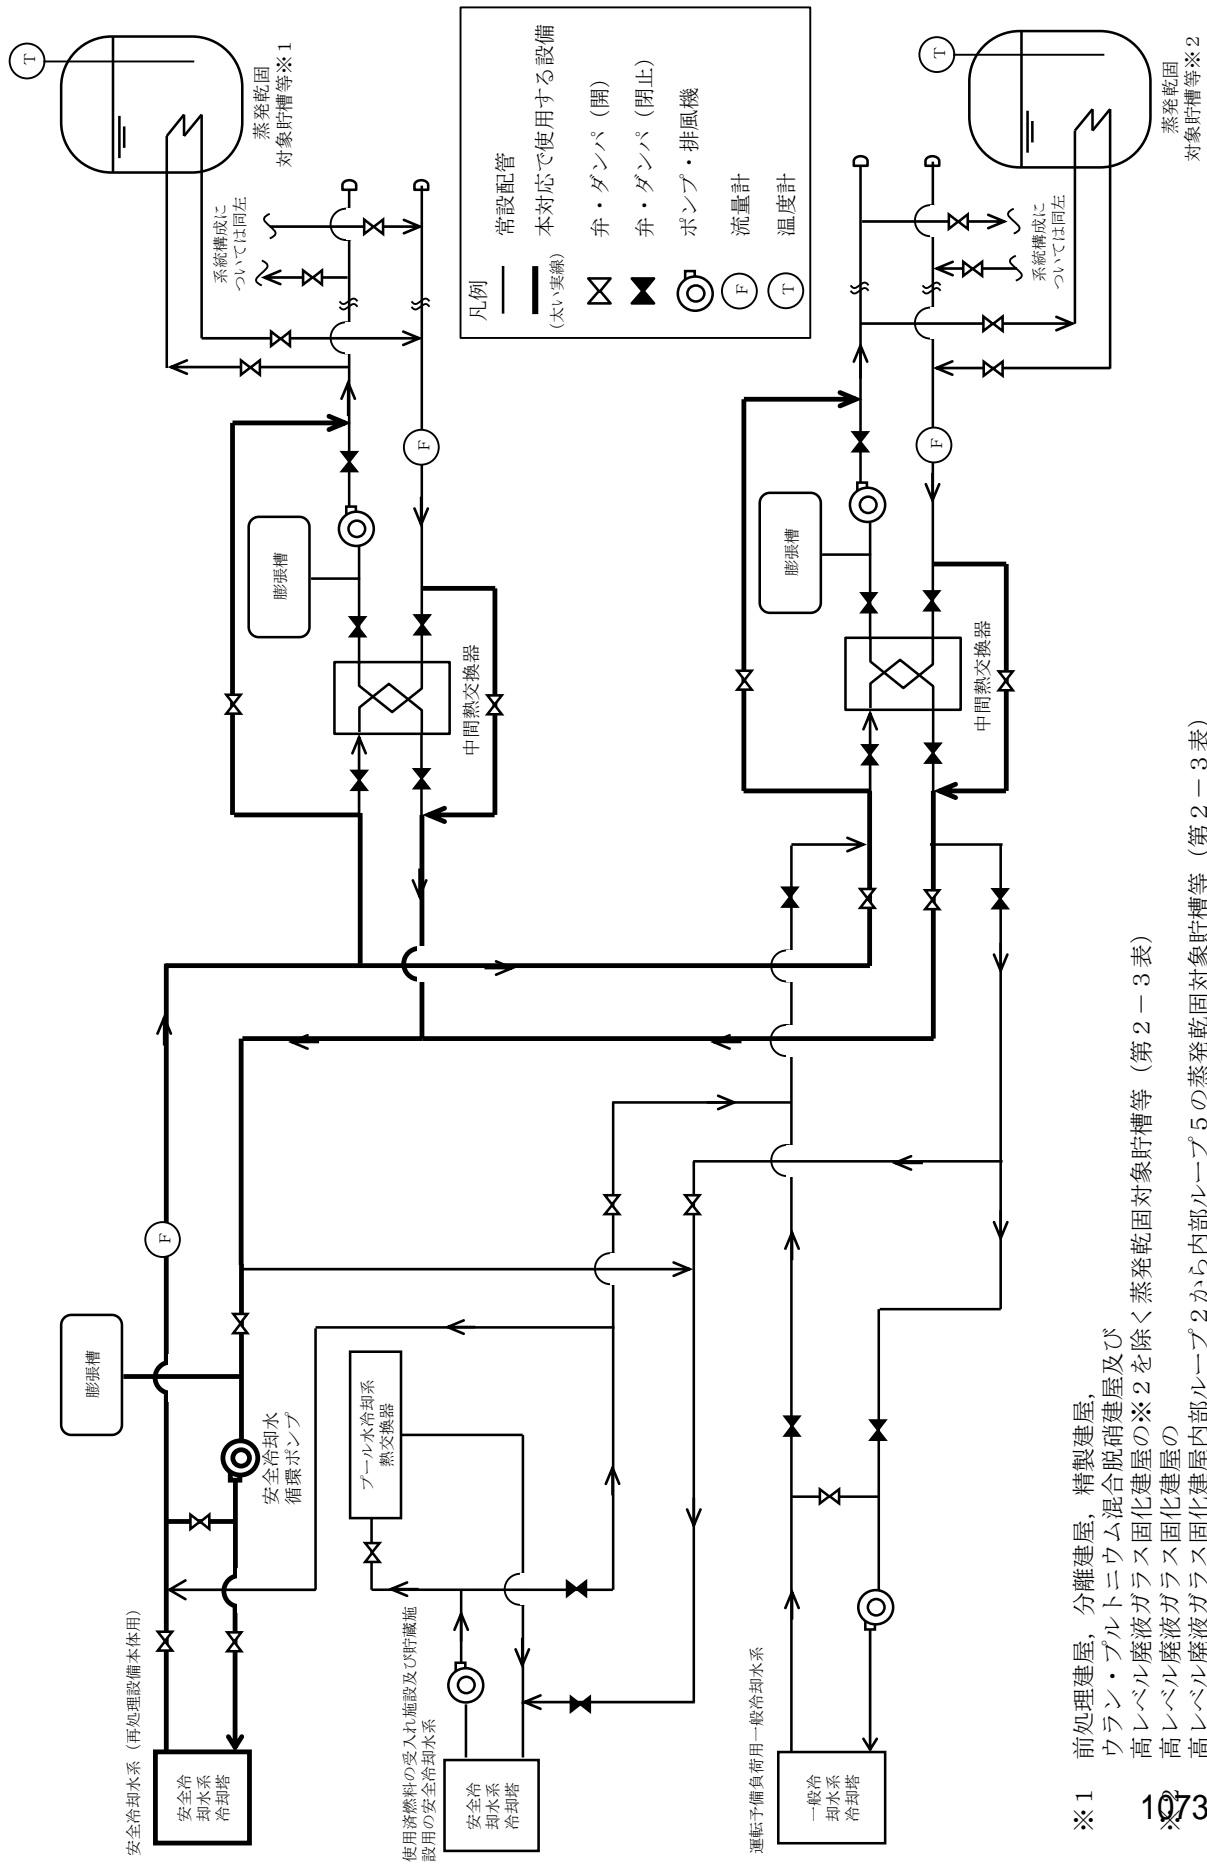 安全冷却水系（再処理設備本体用）
安全冷
却水系
冷却塔
膨張槽
F
安全冷却水
循環ポンプ
使用済燃料の受入れ施設及び貯蔵施
設用の安全冷却水系
安全冷
却水系
冷却塔
プール水冷却系
熱交換器
運転予備負荷用一般冷却水系
一般冷
却水系
冷却塔
中間熱交換器
膨張槽
F
系統構成に
ついては同左
T
蒸発乾固
対象貯槽等※１
中間熱交換器
膨張槽
F
系統構成に
ついては同左
T
蒸発乾固
対象貯槽等※２
凡例
常設配管
本対応で使用する設備
(太い実線)
弁・ダンパ（開）
弁・ダンパ（閉止）
ポンプ・排風機
F 流量計
T 温度計
※１ 前処理建屋，分離建屋，精製建屋，
ウラン・プルトニウム混合脱硝建屋及び
高レベル廃液ガラス固化建屋の※２を除く蒸発乾固対象貯槽等（第２－３表）
※２ 高レベル廃液ガラス固化建屋の
高レベル廃液ガラス固化建屋内部ループ２から内部ループ５の蒸発乾固対象貯槽等（第２－３表）
1073